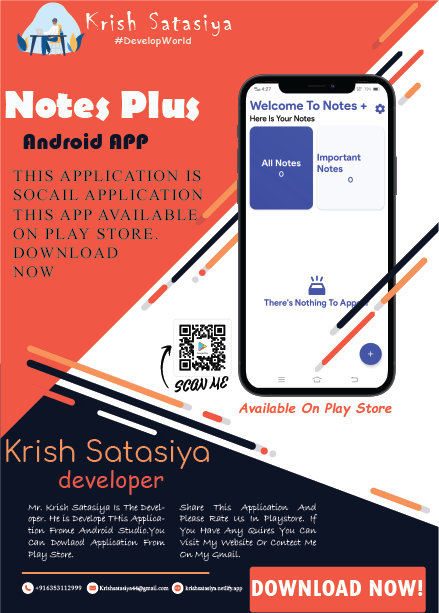 Krish Satasiya
#DevelopWorld
Notes Plus
Android APP
THIS APPLICATION IS
SOCAIL APPLICATION
THIS APP AVAILABLE
ON PLAY STORE.
DOWNLOAD
NOW
4:27
Welcome To Notes +
Here Is Your Notes
All Notes
0
Important
Notes
0
There's Nothing To Appe
+
SCAN ME
Available On Play Store
Krish Satasiya
developer
Mr. Krish Satasiya Is The Devel-
oper. He is Develope THis Applica-
tion Frome Android Studio.You
Can Dowlaod Application From
Play Store.
Share This Application And
Please Rate Us In Playstore. If
You Have Any Quires You Can
Visit My Website Or Contect Me
On My Gmail.
+916353112999
Krishsatasiya44@gmail.com
krishsatasiya.netlify.app
DOWNLOAD NOW!